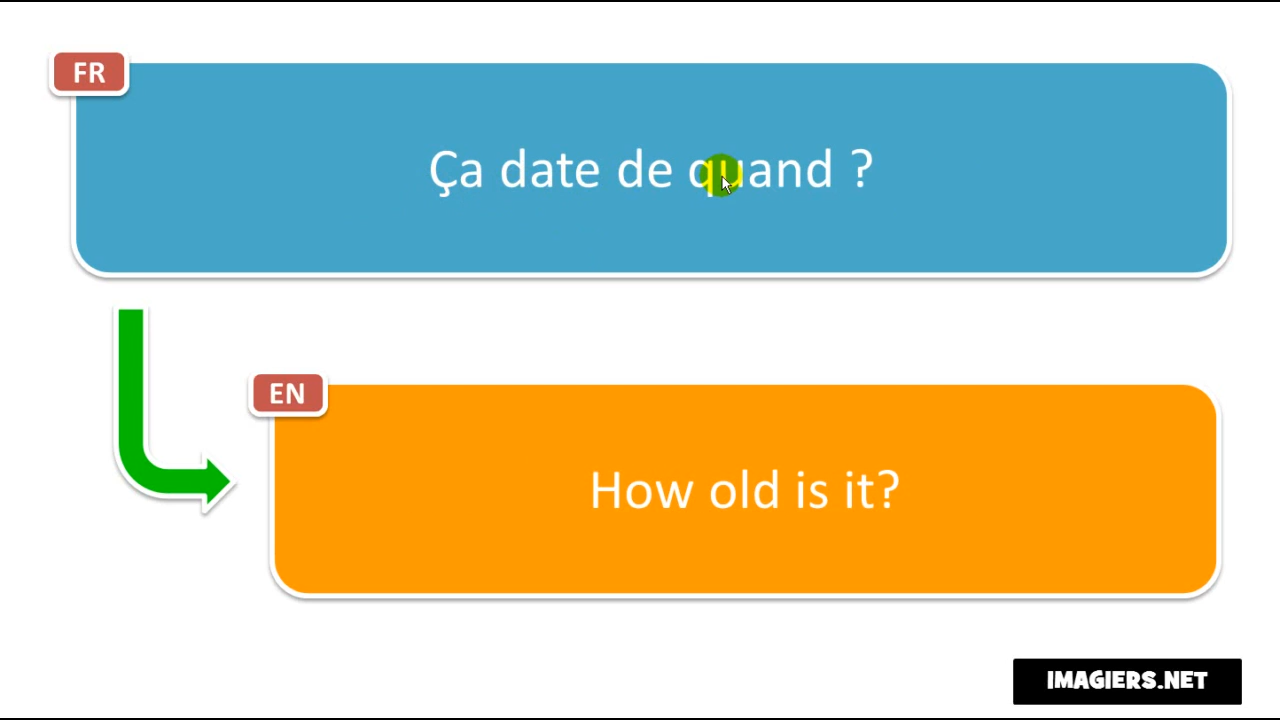 FR
Ça date de quand ?
EN
How old is it?
IMAGIERS.NET